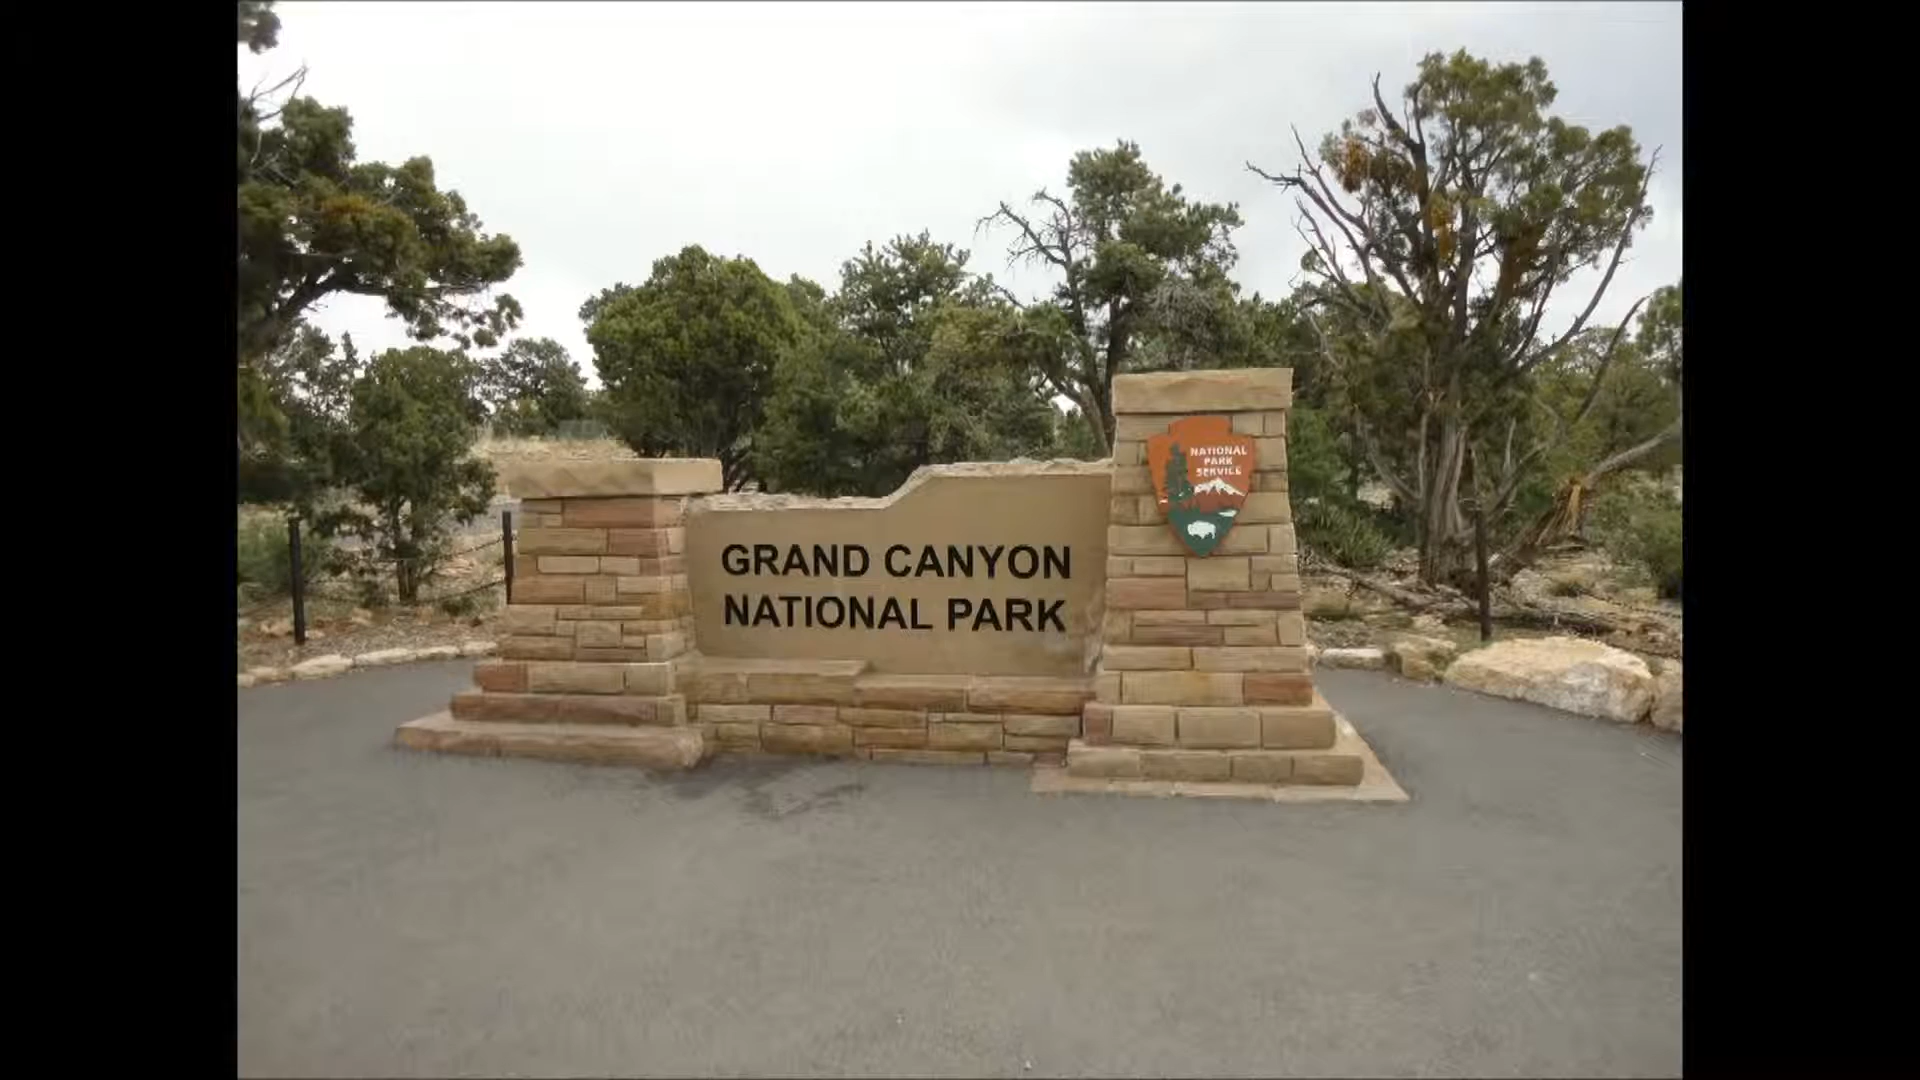 GRAND CANYON
NATIONAL PARK
NATIONAL
PARK
SERVICE